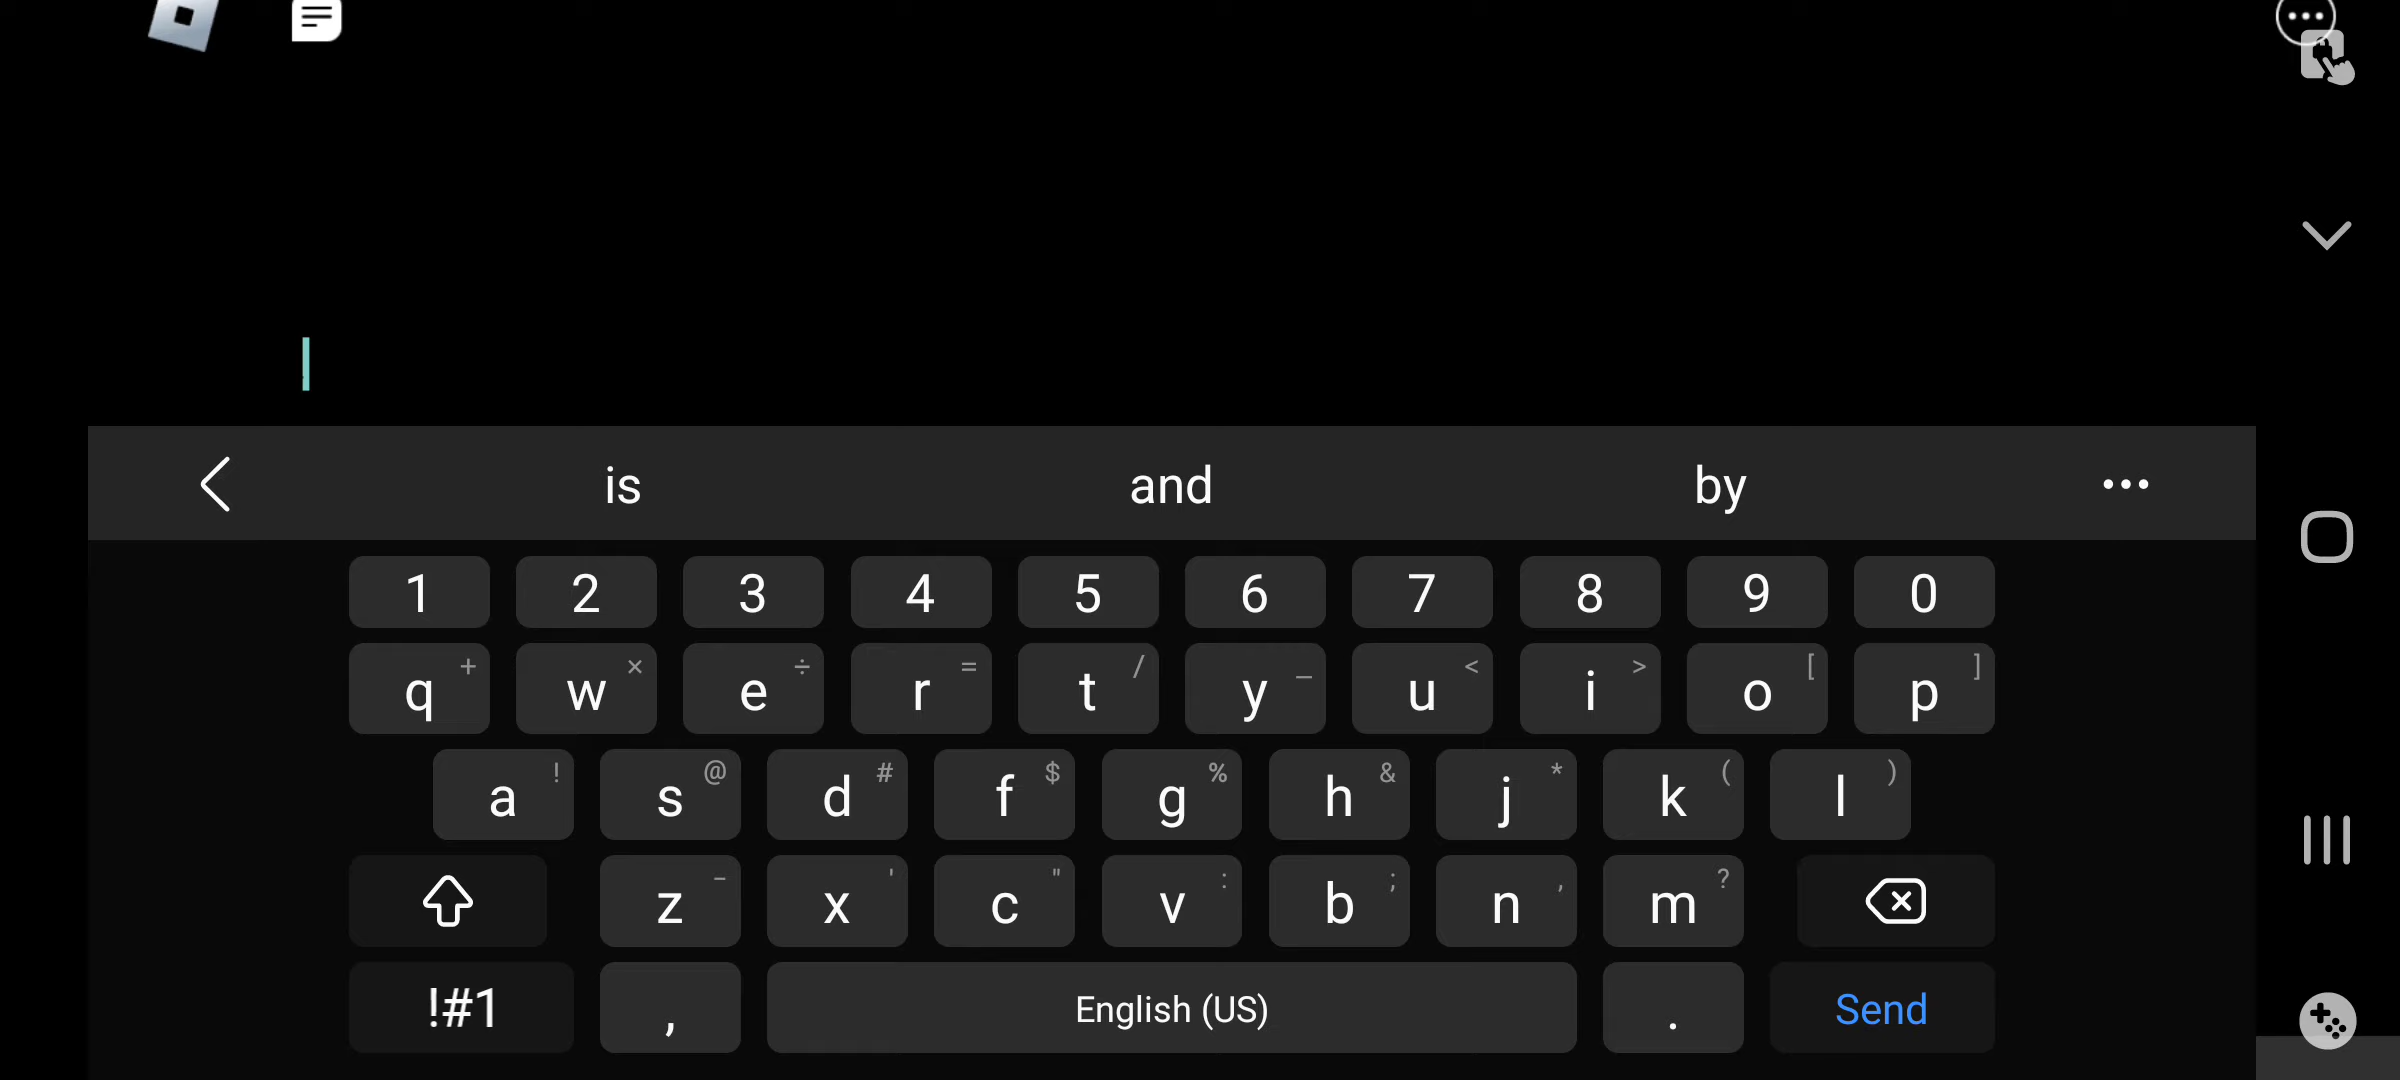 is and by
1 2 3 4 5 6 7 8 9 0
q + w × e ÷ r = t / y _ u < i > o [ p ]
a ! s @ d # f $ g % h & j * k ( l )
z - x ' c " v : b ; n , m ?
!#1 , English (US) . Send